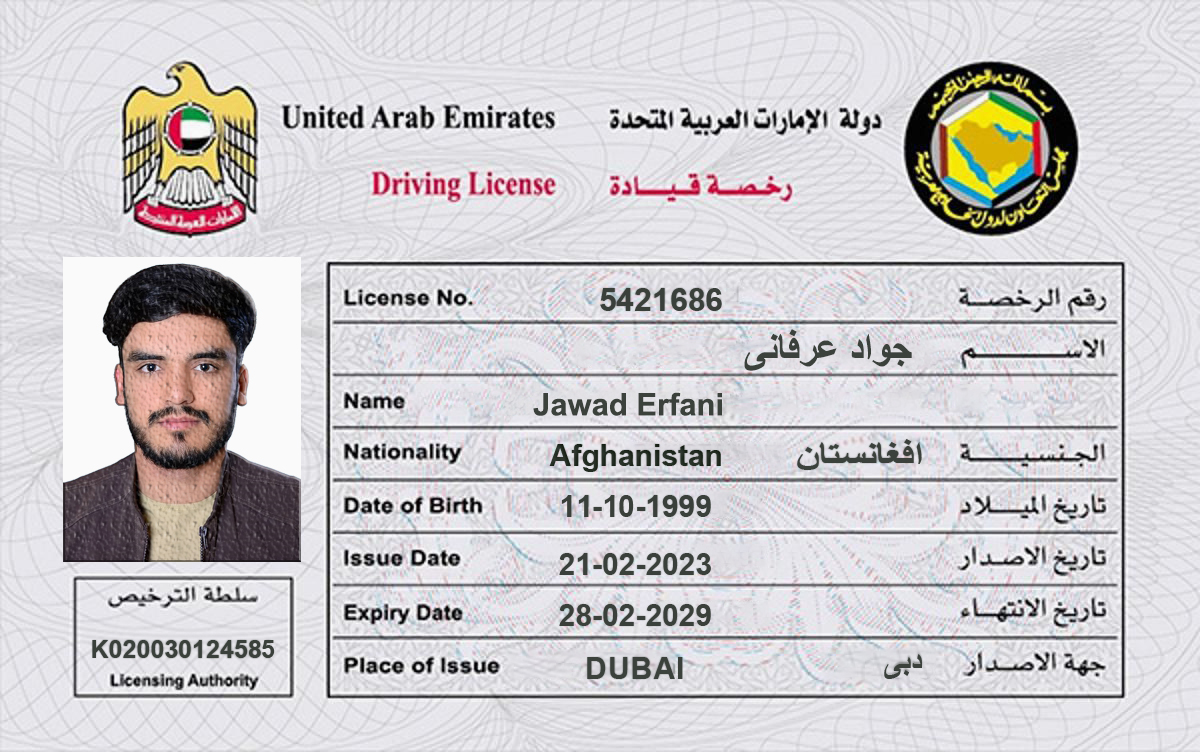 United Arab Emirates دولة الإمارات العربية المتحدة
Driving License رخصة قيادة
License No. 5421686 رقم الرخصة
جواد عرفانی الاسم
Name Jawad Erfani
Nationality Afghanistan افغانستان الجنسية
Date of Birth 11-10-1999 تاريخ الميلاد
Issue Date 21-02-2023 تاريخ الاصدار
Expiry Date 28-02-2029 تاريخ الانتهاء
Place of Issue DUBAI دبی جهة الاصدار
سلطة الترخيص
K020030124585
Licensing Authority